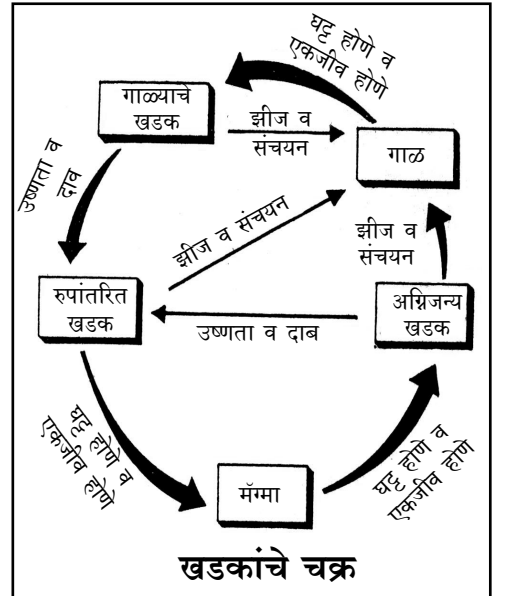 घट्ट होणे व
एकजीव होणे
गाळ्याचे
खडक
झीज व
संचयन
गाळ
उष्णता व
दाव
झीज व संचयन
झीज व
संचयन
रुपांतरित
खडक
अग्निजन्य
खडक
उष्णता व दाब
घट्ट होणे व
एकजीव होणे
मॅग्मा
घट्ट होणे व
एकजीव होणे
खडकांचे चक्र